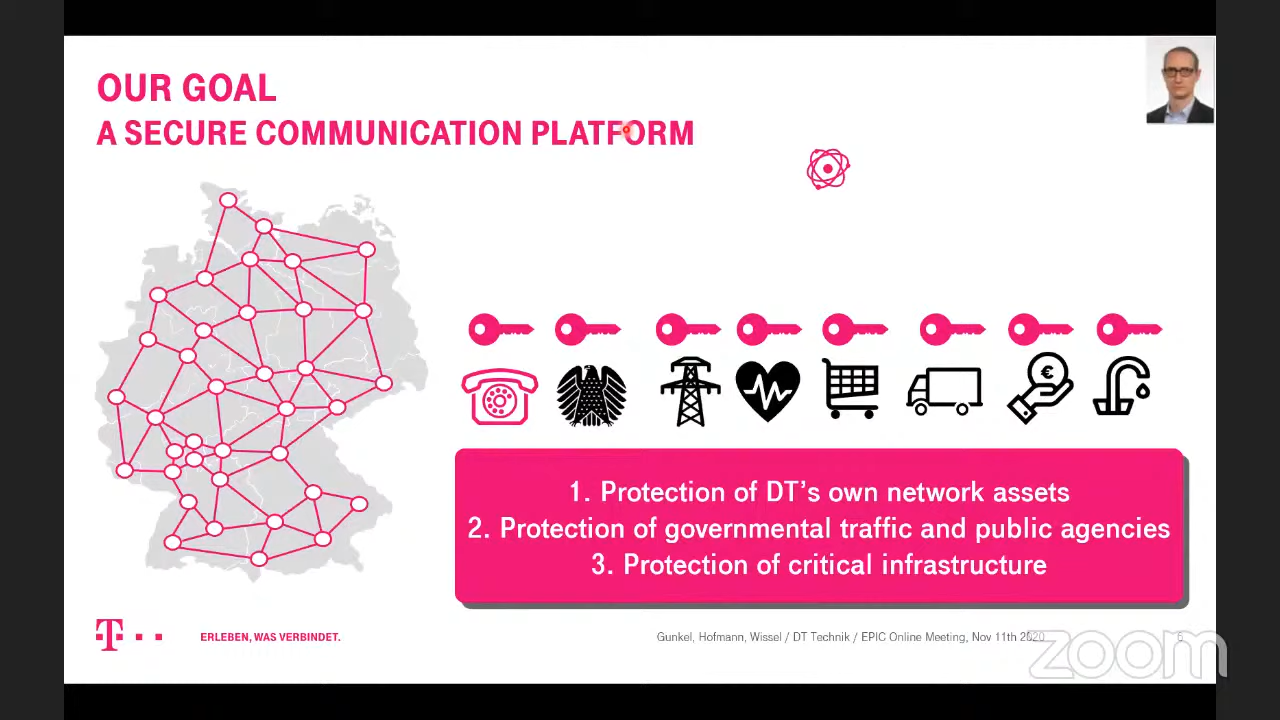 OUR GOAL
A SECURE COMMUNICATION PLATFORM
€
1. Protection of DT's own network assets
2. Protection of governmental traffic and public agencies
3. Protection of critical infrastructure
T
ERLEBEN, WAS VERBINDET.
Gunkel, Hofmann, Wissel / DT Technik / EPIC Online Meeting, Nov 11th 2020
6
zoom